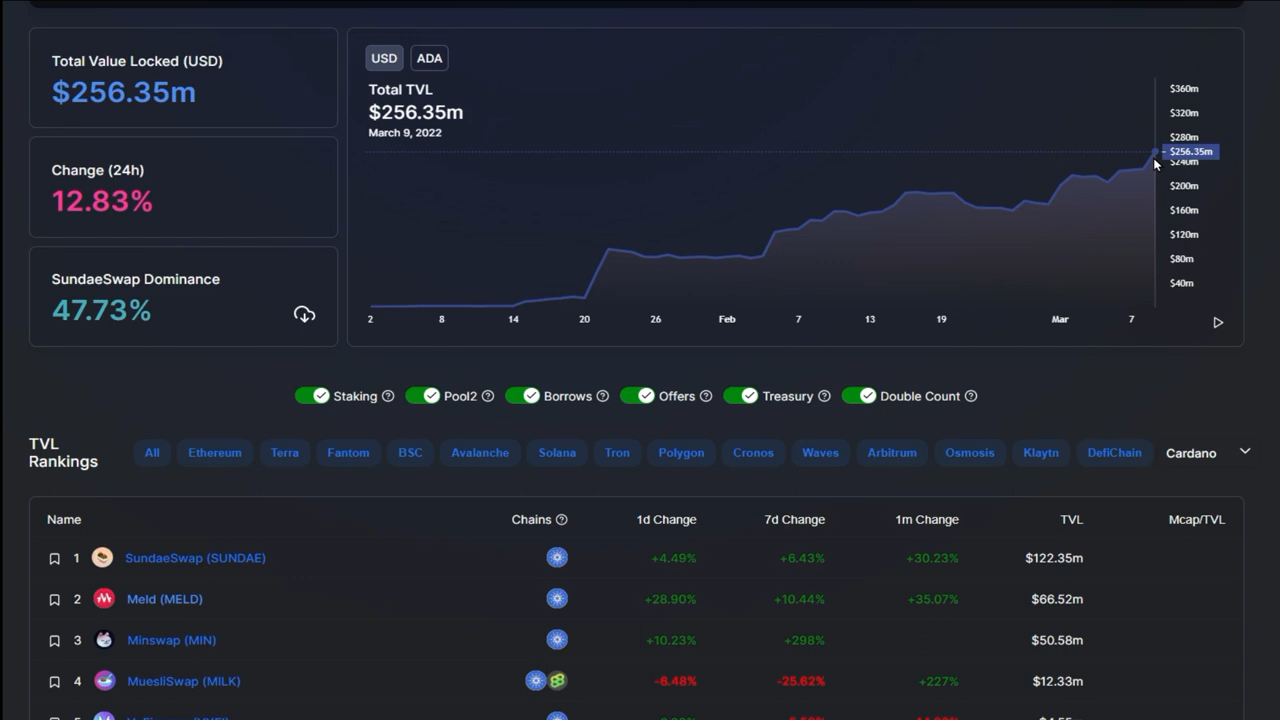 Total Value Locked (USD)
$256.35m
Change (24h)
12.83%
SundaeSwap Dominance
47.73%
USD ADA
Total TVL
$256.35m
March 9, 2022
$360m
$320m
$280m
$256.35m
$240m
$200m
$160m
$120m
$80m
$40m
2 8 14 20 26 Feb 7 13 19 Mar 7
Staking Pool2 Borrows Offers Treasury Double Count
TVL
Rankings
All Ethereum Terra Fantom BSC Avalanche Solana Tron Polygon Cronos Waves Arbitrum Osmosis Klaytn DefiChain Cardano
Name Chains 1d Change 7d Change 1m Change TVL Mcap/TVL
1 SundaeSwap (SUNDAE) +4.49% +6.43% +30.23% $122.35m
2 Meld (MELD) +28.90% +10.44% +35.07% $66.52m
3 Minswap (MIN) +10.23% +298% $50.58m
4 MuesliSwap (MILK) -6.48% -25.62% +227% $12.33m